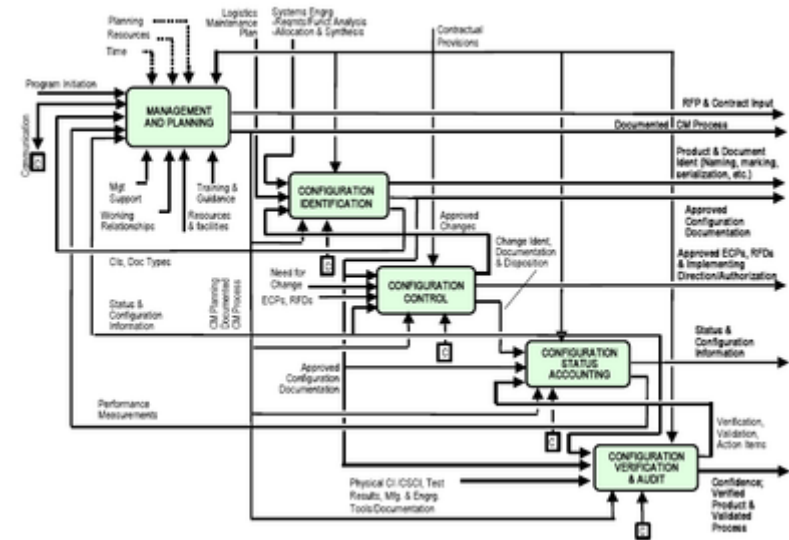 Planning
Resources
Time
Logistics
Maintenance
Plan
Systems Engrg
-Allocation & Synthesis
Contractual
Provisions
Program Initiation
Communication
MANAGEMENT
AND PLANNING
RFP & Contract Input
Documented CM Process
Product & Document
Ident (Naming, marking,
serialization, etc.)
Mgt
Support
Working
Relationships
Training &
Guidance
Resources
& facilities
CONFIGURATION
IDENTIFICATION
Approved
Changes
Approved
Configuration
Documentation
CIs, Doc Types
Need for
Change
ECPs, RFDs
CONFIGURATION
CONTROL
Change Ident,
Documentation
& Disposition
Approved ECPs, RFDs
& Implementing
Direction/Authorization
Status &
Configuration
Information
CM Planning
Documented
CM Process
C
CONFIGURATION
STATUS
ACCOUNTING
Status &
Configuration
Information
Approved
Configuration
Documentation
Performance
Measurements
Verification,
Validation,
Action Items
CONFIGURATION
VERIFICATION
& AUDIT
Physical CI /CSCI, Test
Results, Mfg. & Engrg.
Tools/Documentation
Confidence;
Verified
Product &
Validated
Process